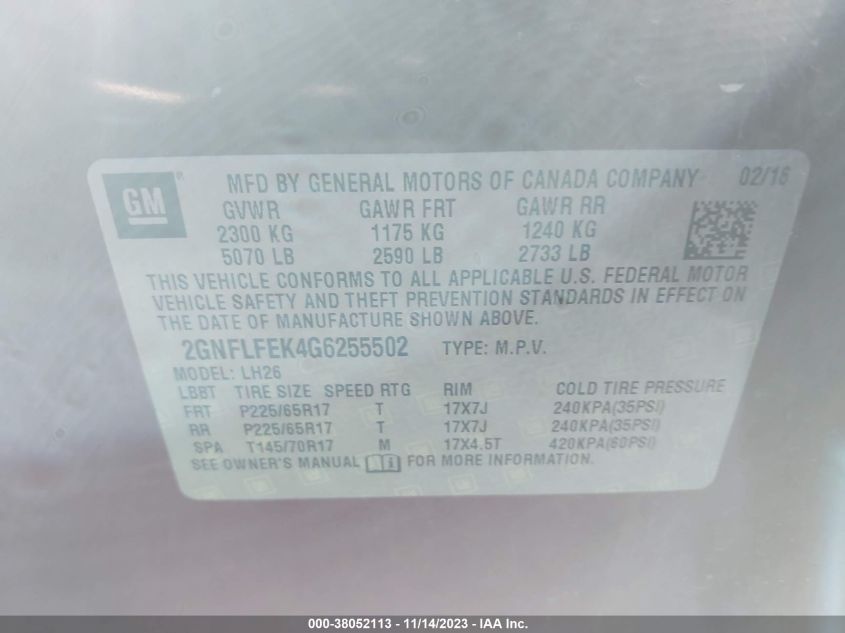 GM ® MFD BY GENERAL MOTORS OF CANADA COMPANY 02/16
GVWR GAWR FRT GAWR RR
2300 KG 1175 KG 1240 KG
5070 LB 2590 LB 2733 LB
THIS VEHICLE CONFORMS TO ALL APPLICABLE U.S. FEDERAL MOTOR
VEHICLE SAFETY AND THEFT PREVENTION STANDARDS IN EFFECT ON
THE DATE OF MANUFACTURE SHOWN ABOVE.
2GNFLFEK4G6255502 TYPE: M.P.V.
MODEL: LH26
LBBT TIRE SIZE SPEED RTG RIM COLD TIRE PRESSURE
FRT P225/65R17 T 17X7J 240KPA(35PSI)
RR P225/65R17 T 17X7J 240KPA(35PSI)
SPA T145/70R17 M 17X4.5T 420KPA(60PSI)
SEE OWNER'S MANUAL FOR MORE INFORMATION.
000-38052113 - 11/14/2023 - IAA Inc.